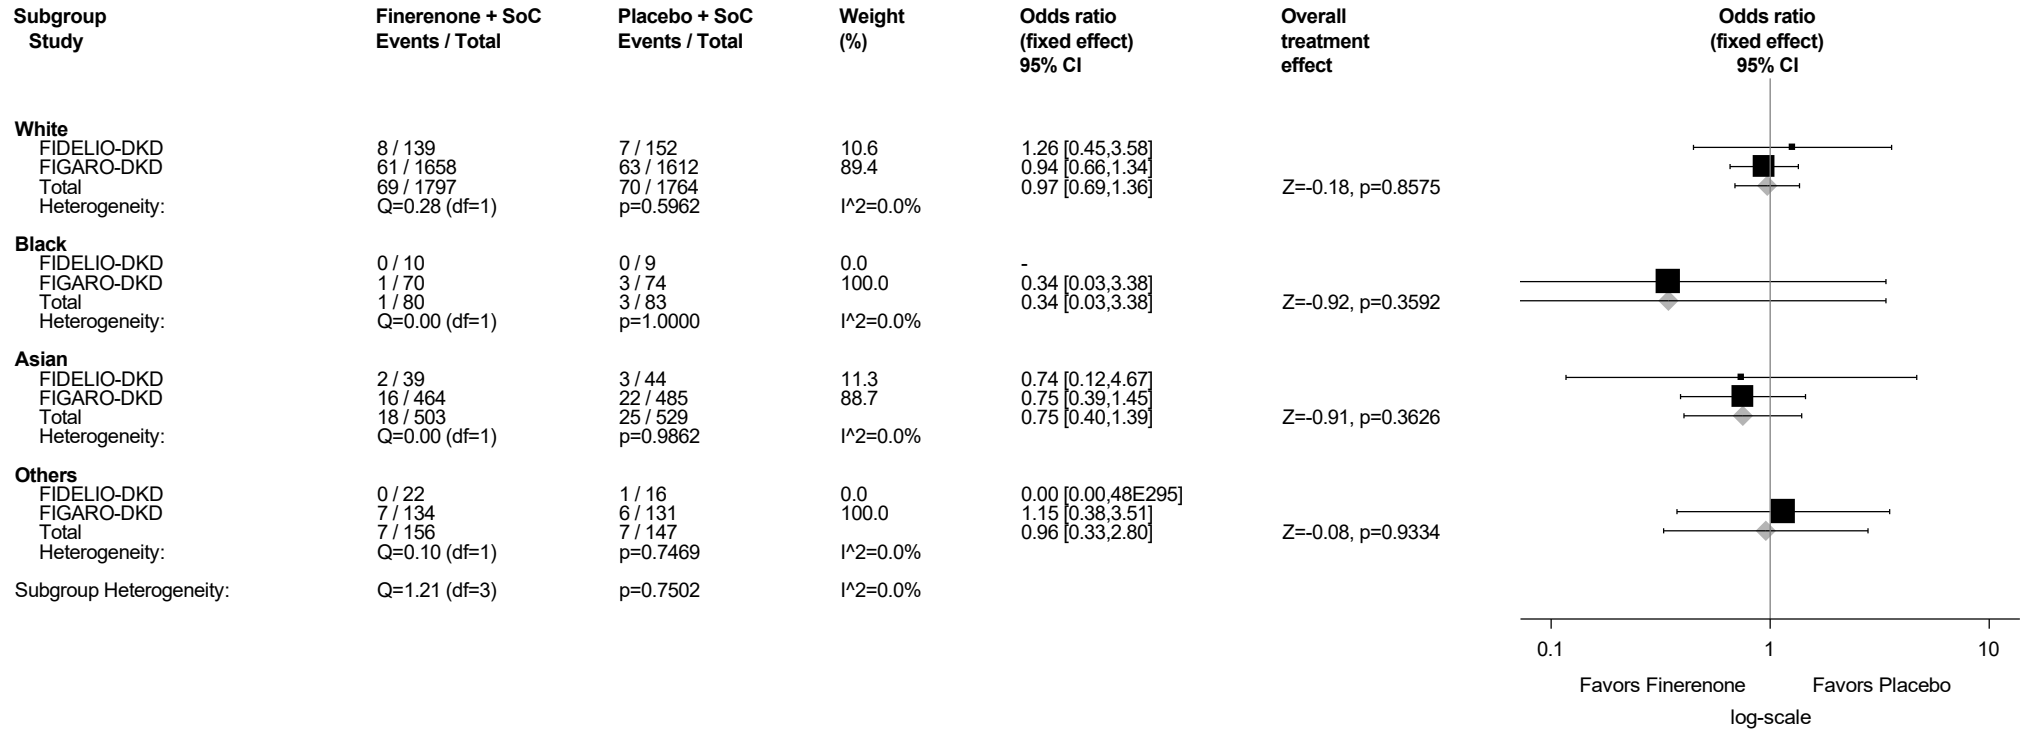 Subgroup Finerenone + SoC Placebo + SoC Weight Odds ratio Overall Odds ratio
Study Events / Total Events / Total (%) (fixed effect) treatment (fixed effect)
95% CI effect 95% CI
White
FIDELIO-DKD 8 / 139 7 / 152 10.6 1.26 [0.45,3.58]
FIGARO-DKD 61 / 1658 63 / 1612 89.4 0.94 [0.66,1.34]
Total 69 / 1797 70 / 1764 0.97 [0.69,1.36] Z=-0.18, p=0.8575
Heterogeneity: Q=0.28 (df=1) p=0.5962 I^2=0.0%
Black
FIDELIO-DKD 0 / 10 0 / 9 0.0 -
FIGARO-DKD 1 / 70 3 / 74 100.0 0.34 [0.03,3.38]
Total 1 / 80 3 / 83 0.34 [0.03,3.38] Z=-0.92, p=0.3592
Heterogeneity: Q=0.00 (df=1) p=1.0000 I^2=0.0%
Asian
FIDELIO-DKD 2 / 39 3 / 44 11.3 0.74 [0.12,4.67]
FIGARO-DKD 16 / 464 22 / 485 88.7 0.75 [0.39,1.45]
Total 18 / 503 25 / 529 0.75 [0.40,1.39] Z=-0.91, p=0.3626
Heterogeneity: Q=0.00 (df=1) p=0.9862 I^2=0.0%
Others
FIDELIO-DKD 0 / 22 1 / 16 0.0 0.00 [0.00,48E295]
FIGARO-DKD 7 / 134 6 / 131 100.0 1.15 [0.38,3.51]
Total 7 / 156 7 / 147 0.96 [0.33,2.80] Z=-0.08, p=0.9334
Heterogeneity: Q=0.10 (df=1) p=0.7469 I^2=0.0%
Subgroup Heterogeneity: Q=1.21 (df=3) p=0.7502 I^2=0.0%
0.1 1 10
Favors Finerenone Favors Placebo
log-scale